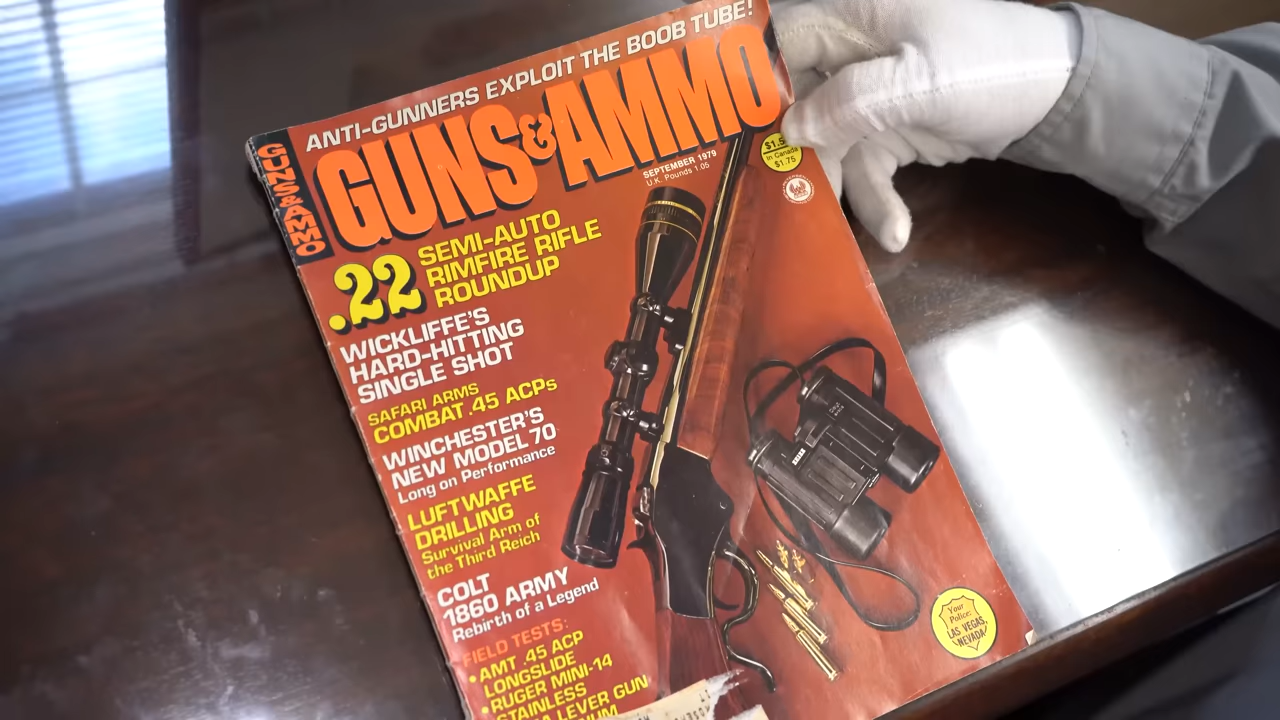 ANTI-GUNNERS EXPLOIT THE BOOB TUBE!
GUNS&AMMO
GUNS&AMMO
SEPTEMBER 1979
U.K. Pounds 1.05
In Canada
$1.75
.22
SEMI-AUTO
RIMFIRE RIFLE
ROUNDUP
WICKLIFFE'S
HARD-HITTING
SINGLE SHOT
SAFARI ARMS
COMBAT .45 ACPs
WINCHESTER'S
NEW MODEL 70
Long on Performance
LUFTWAFFE
DRILLING
Survival Arm of
the Third Reich
COLT
1860 ARMY
Rebirth of a Legend
FIELD TESTS:
• AMT .45 ACP
LONGSLIDE
• RUGER MINI-14
STAINLESS
LEVER GUN
Your
Police:
LAS VEGAS,
NEVADA